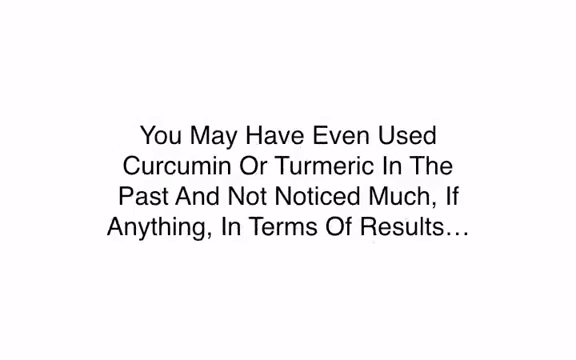 You May Have Even Used
Curcumin Or Turmeric In The
Past And Not Noticed Much, If
Anything, In Terms Of Results…